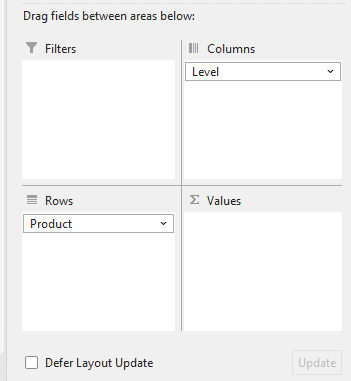 Drag fields between areas below:
Filters
Columns
Level
Rows
Values
Product
Defer Layout Update
Update